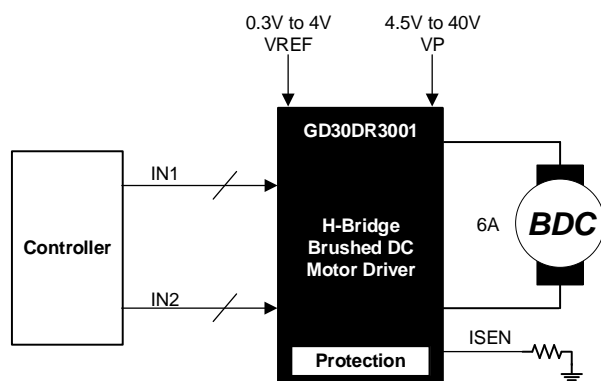 0.3V to 4V
VREF
4.5V to 40V
VP
GD30DR3001
IN1
Controller
H-Bridge
Brushed DC
Motor Driver
6A
BDC
IN2
ISEN
Protection